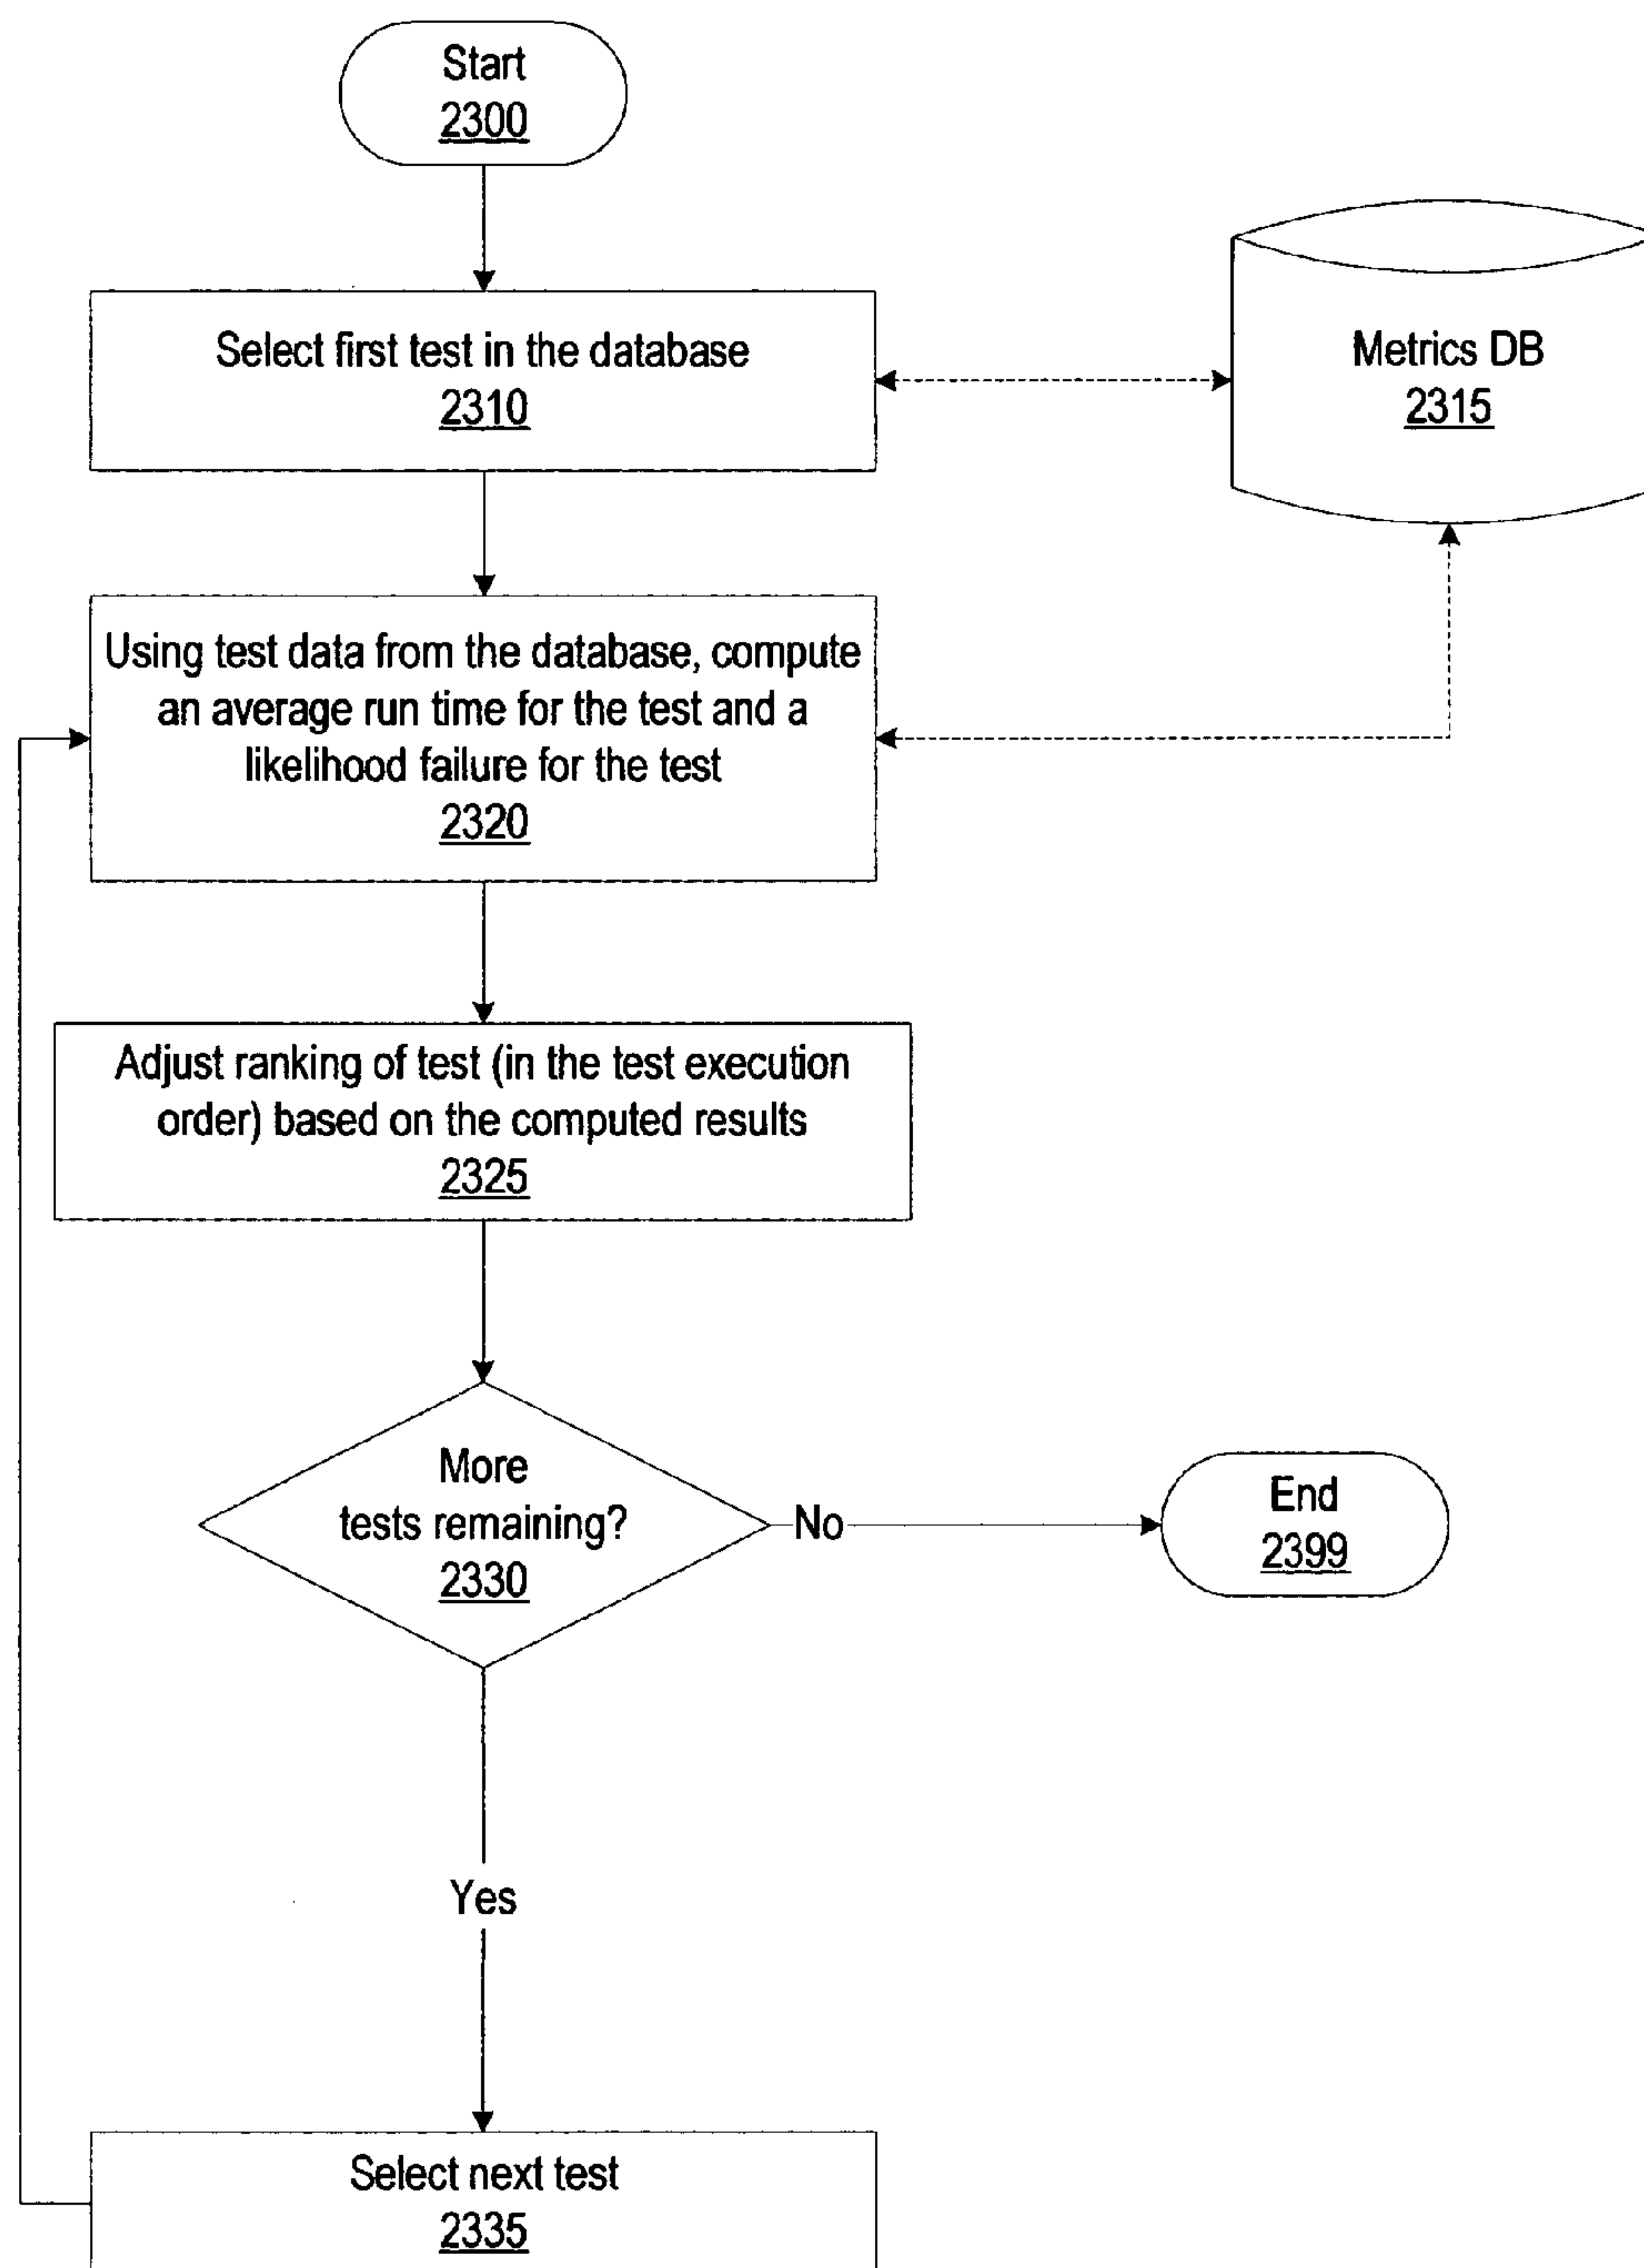 Start
2300
Select first test in the database
2310
Metrics DB
2315
Using test data from the database, compute
an average run time for the test and a
likelihood failure for the test
2320
Adjust ranking of test (in the test execution
order) based on the computed results
2325
More
tests remaining?
2330
No
End
2399
Yes
Select next test
2335